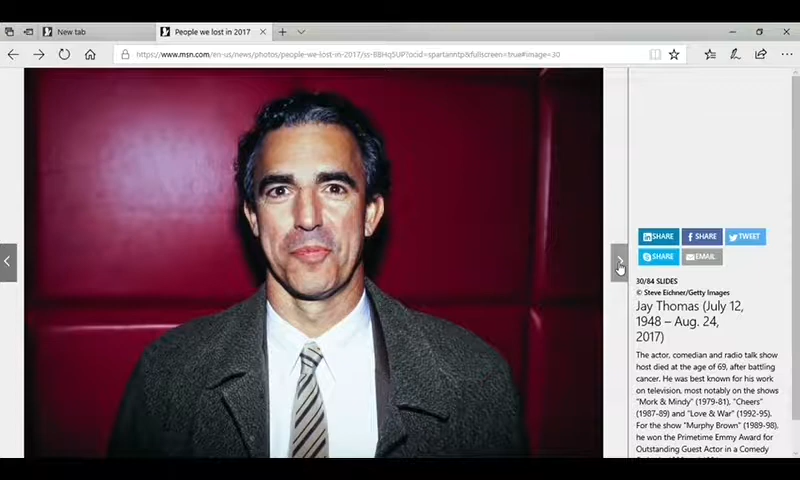 New tab
People we lost in 2017
https://www.msn.com/en-us/news/photos/people-we-lost-in-2017/ss-BBHq5UP?ocid=spartanntp&fullscreen=true#image=30
SHARE
SHARE
TWEET
SHARE
EMAIL
30/84 SLIDES
© Steve Eichner/Getty Images
Jay Thomas (July 12,
1948 – Aug. 24,
2017)
The actor, comedian and radio talk show
host died at the age of 69, after battling
cancer. He was best known for his work
on television, most notably on the shows
"Mork & Mindy" (1979-81), "Cheers"
(1987-89) and "Love & War" (1992-95).
For the show "Murphy Brown" (1989-98),
he won the Primetime Emmy Award for
Outstanding Guest Actor in a Comedy